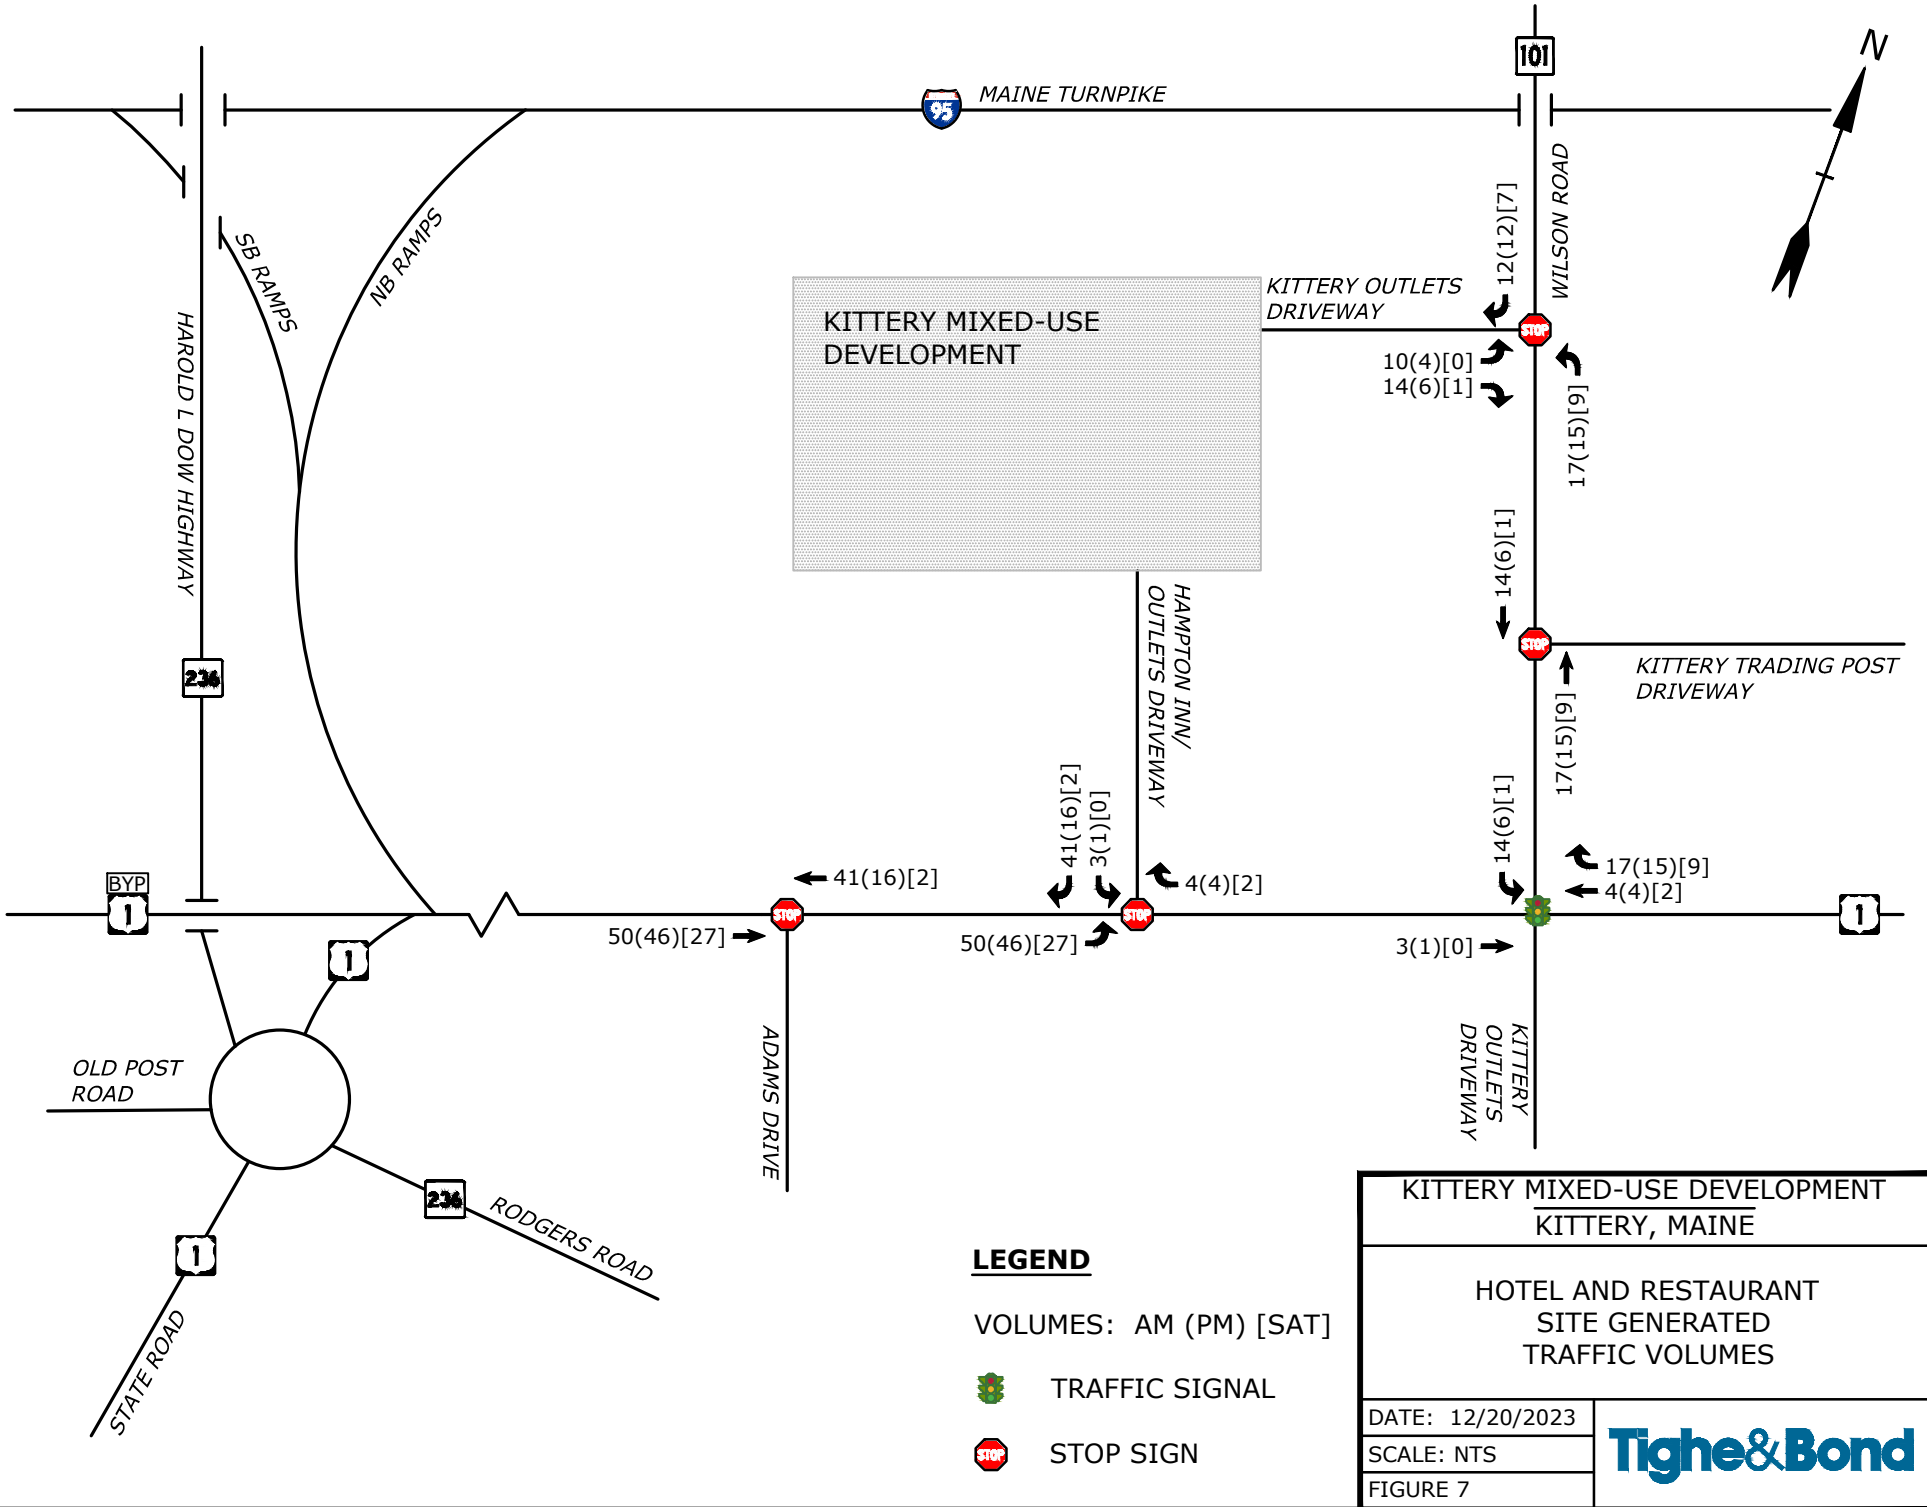 101
N
95
MAINE TURNPIKE
WILSON ROAD
12(12)[7]
SB RAMPS
NB RAMPS
KITTERY OUTLETS
DRIVEWAY
KITTERY MIXED-USE
DEVELOPMENT
STOP
10(4)[0]
14(6)[1]
17(15)[9]
HAROLD L DOW HIGHWAY
14(6)[1]
HAMPTON INN/
OUTLETS DRIVEWAY
STOP
KITTERY TRADING POST
DRIVEWAY
236
17(15)[9]
41(16)[2]
3(1)[0]
14(6)[1]
17(15)[9]
4(4)[2]
BYP
1
41(16)[2]
4(4)[2]
STOP
STOP
1
50(46)[27]
50(46)[27]
3(1)[0]
1
ADAMS DRIVE
KITTERY
OUTLETS
DRIVEWAY
OLD POST
ROAD
236
RODGERS ROAD
1
STATE ROAD
LEGEND
VOLUMES: AM (PM) [SAT]
TRAFFIC SIGNAL
STOP
STOP SIGN
KITTERY MIXED-USE DEVELOPMENT
KITTERY, MAINE
HOTEL AND RESTAURANT
SITE GENERATED
TRAFFIC VOLUMES
DATE: 12/20/2023
SCALE: NTS
FIGURE 7
Tighe&Bond